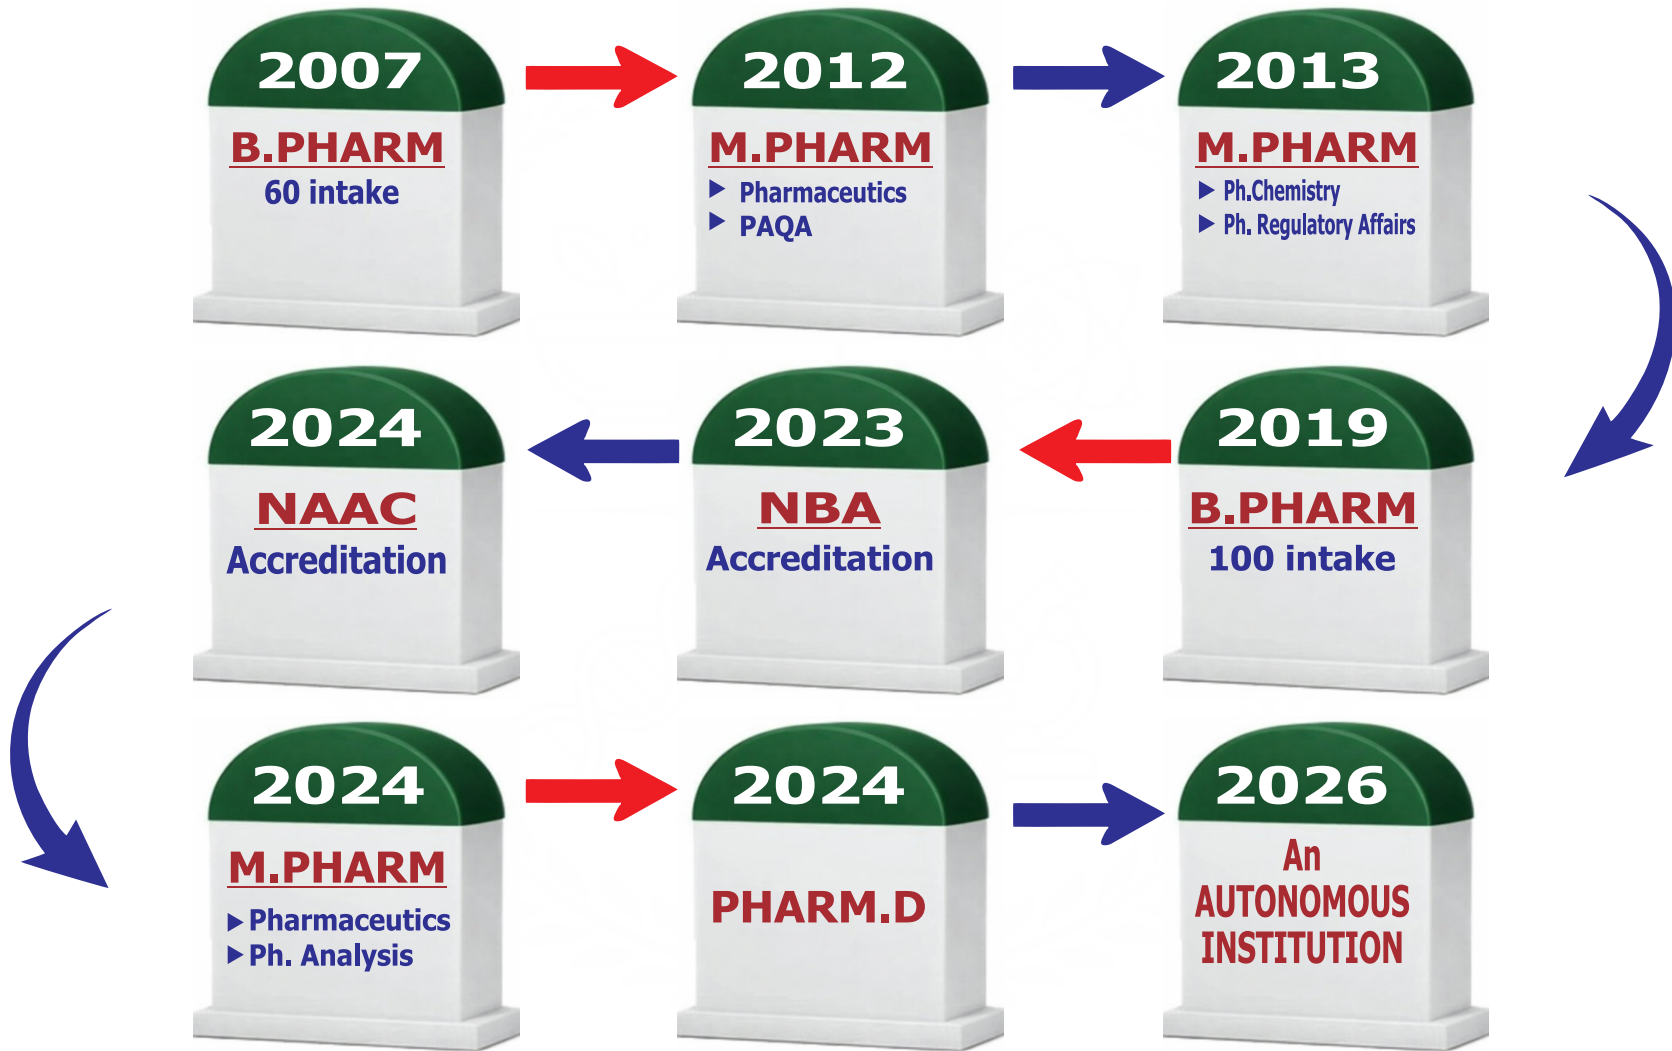 2007
B.PHARM
60 intake
2012
M.PHARM
Pharmaceutics
PAQA
2013
M.PHARM
Ph.Chemistry
Ph. Regulatory Affairs
2019
B.PHARM
100 intake
2023
NBA
Accreditation
2024
NAAC
Accreditation
2024
M.PHARM
Pharmaceutics
Ph. Analysis
2024
PHARM.D
2026
An
AUTONOMOUS
INSTITUTION